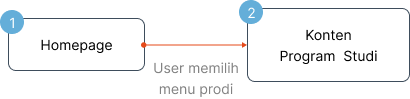 1
Homepage
User memilih
menu prodi
2
Konten
Program Studi